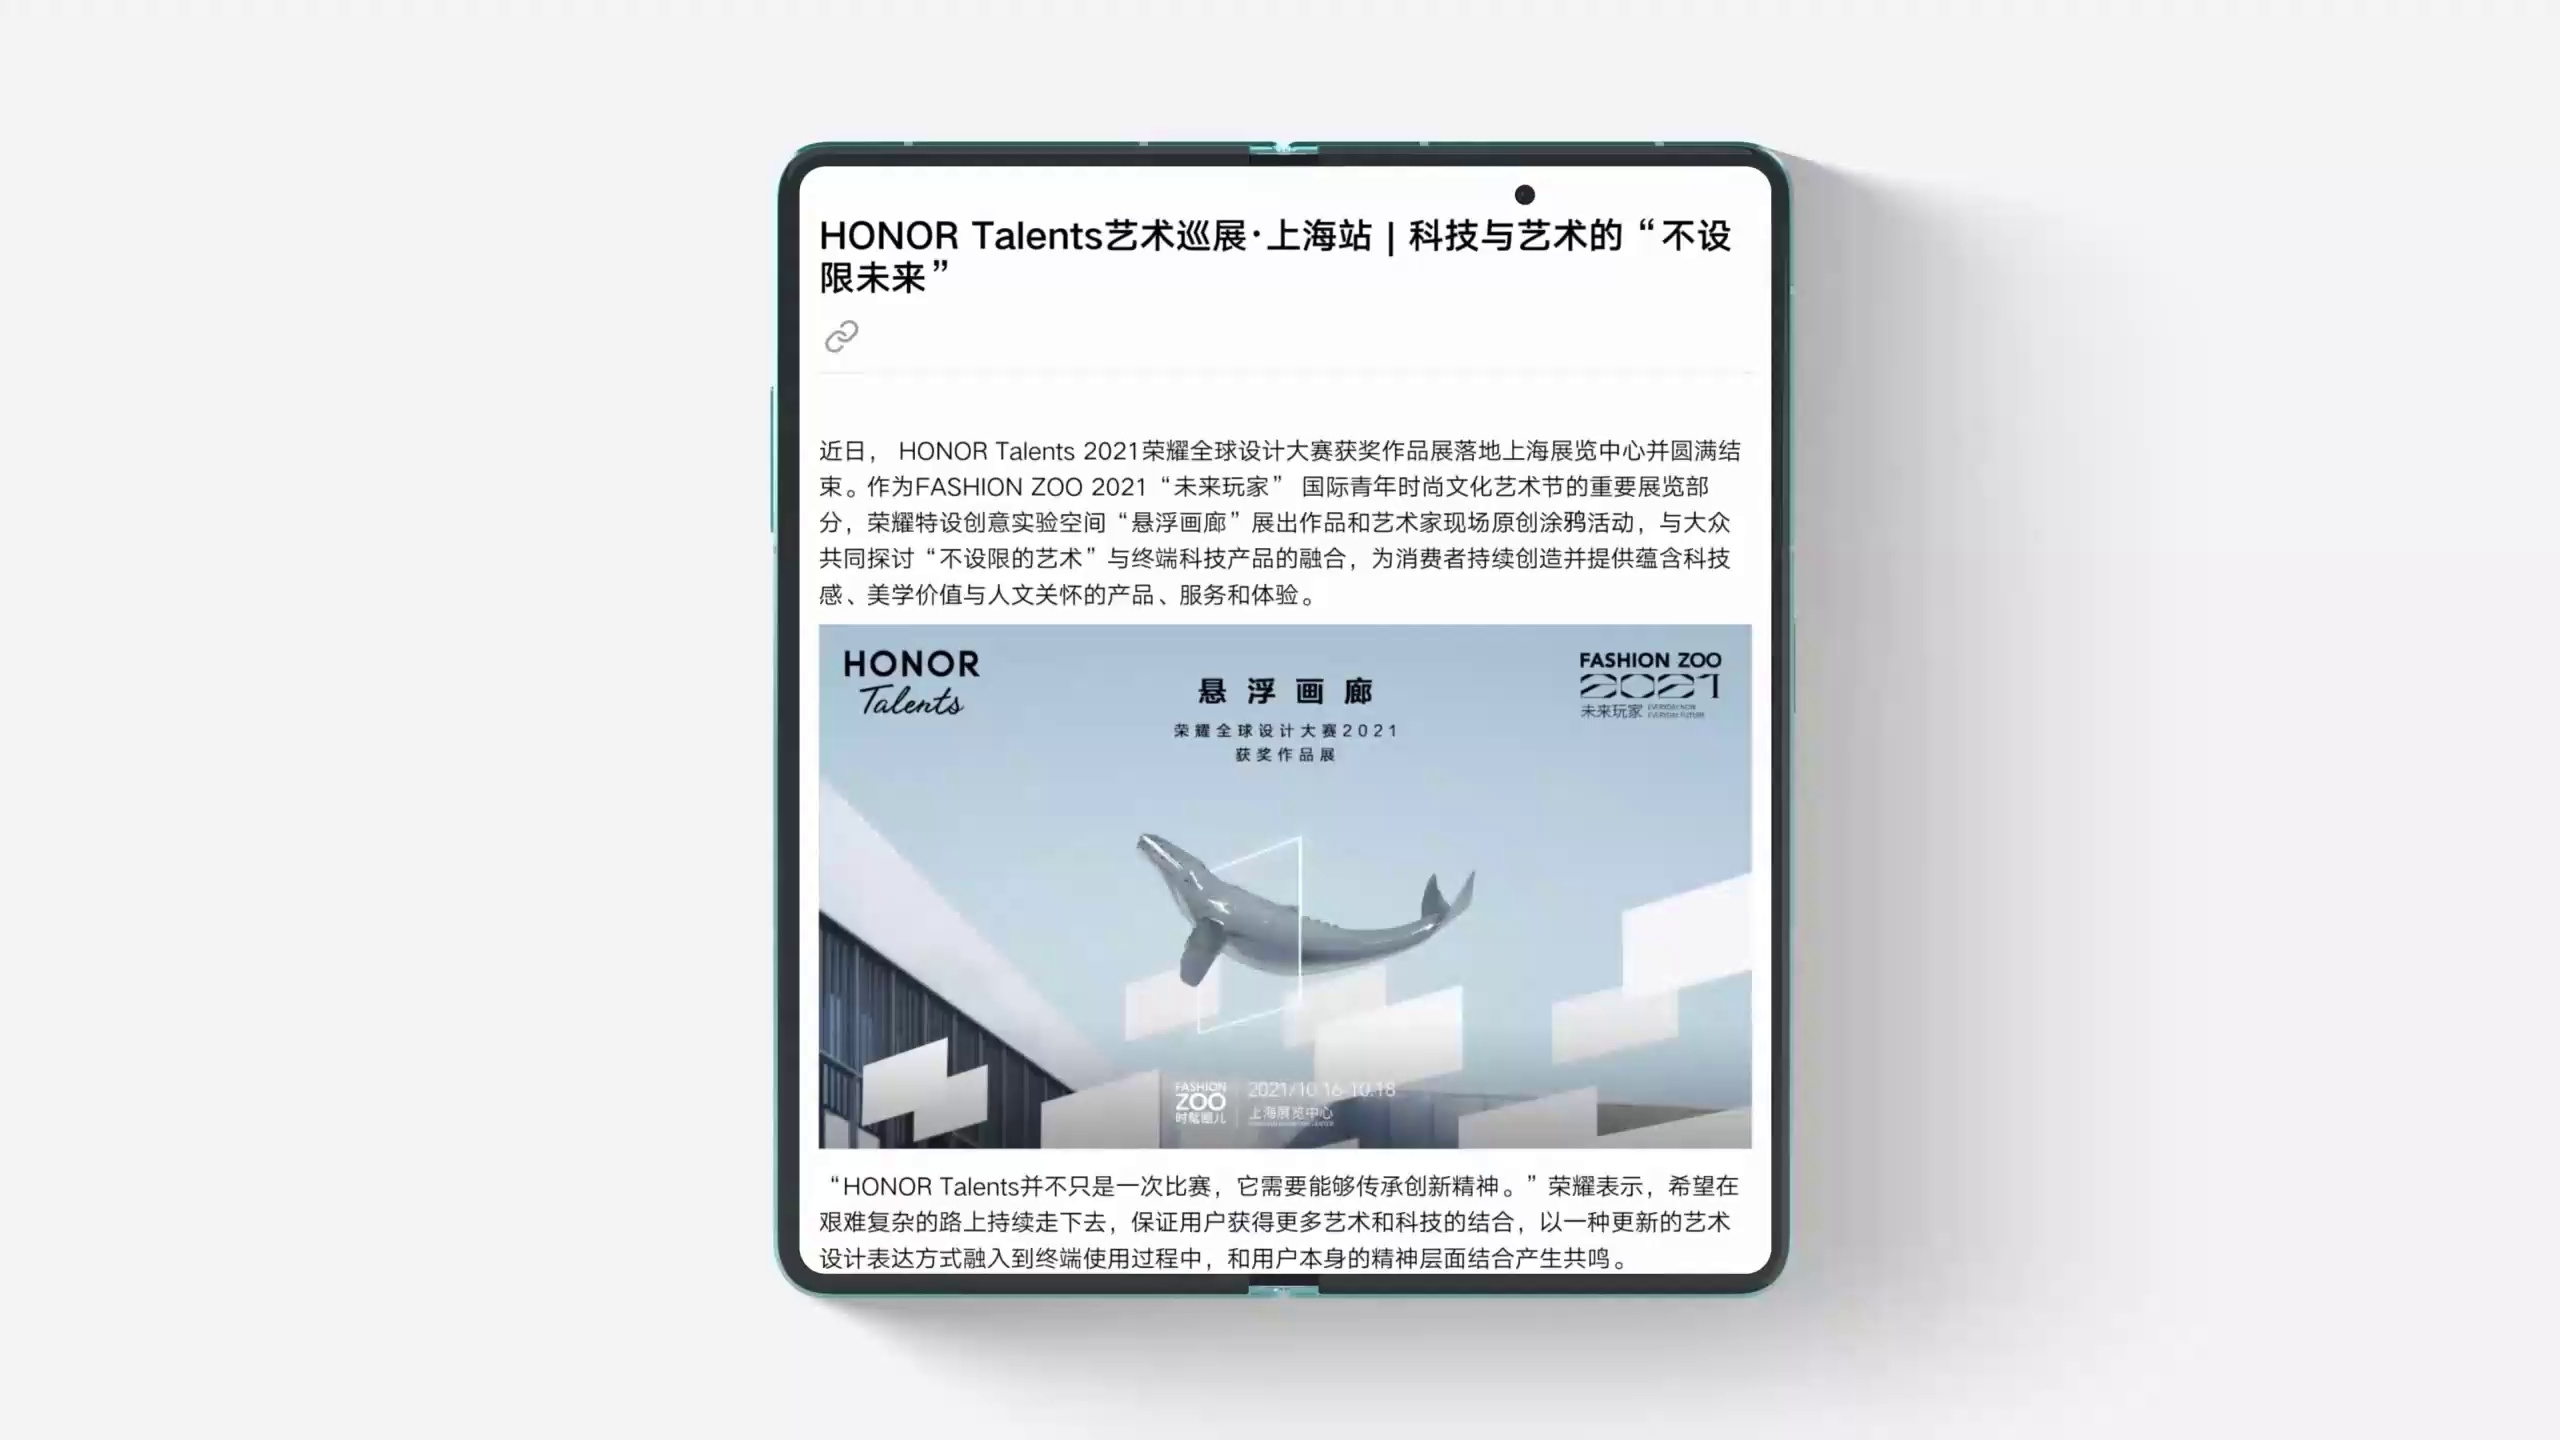 HONOR Talents艺术巡展·上海站 | 科技与艺术的“不设
限未来”
近日， HONOR Talents 2021荣耀全球设计大赛获奖作品展落地上海展览中心并圆满结
束。作为FASHION ZOO 2021“未来玩家” 国际青年时尚文化艺术节的重要展览部
分，荣耀特设创意实验空间“悬浮画廊”展出作品和艺术家现场原创涂鸦活动，与大众
共同探讨“不设限的艺术”与终端科技产品的融合，为消费者持续创造并提供蕴含科技
感、美学价值与人文关怀的产品、服务和体验。
HONOR
Talents
悬浮画廊
荣耀全球设计大赛2021
获奖作品展
FASHION ZOO
2021
未来玩家
FASHION
ZOO
2021/10.16-10.18
上海展览中心
“HONOR Talents并不只是一次比赛，它需要能够传承创新精神。”荣耀表示，希望在
艰难复杂的路上持续走下去，保证用户获得更多艺术和科技的结合，以一种更新的艺术
设计表达方式融入到终端使用过程中，和用户本身的精神层面结合产生共鸣。